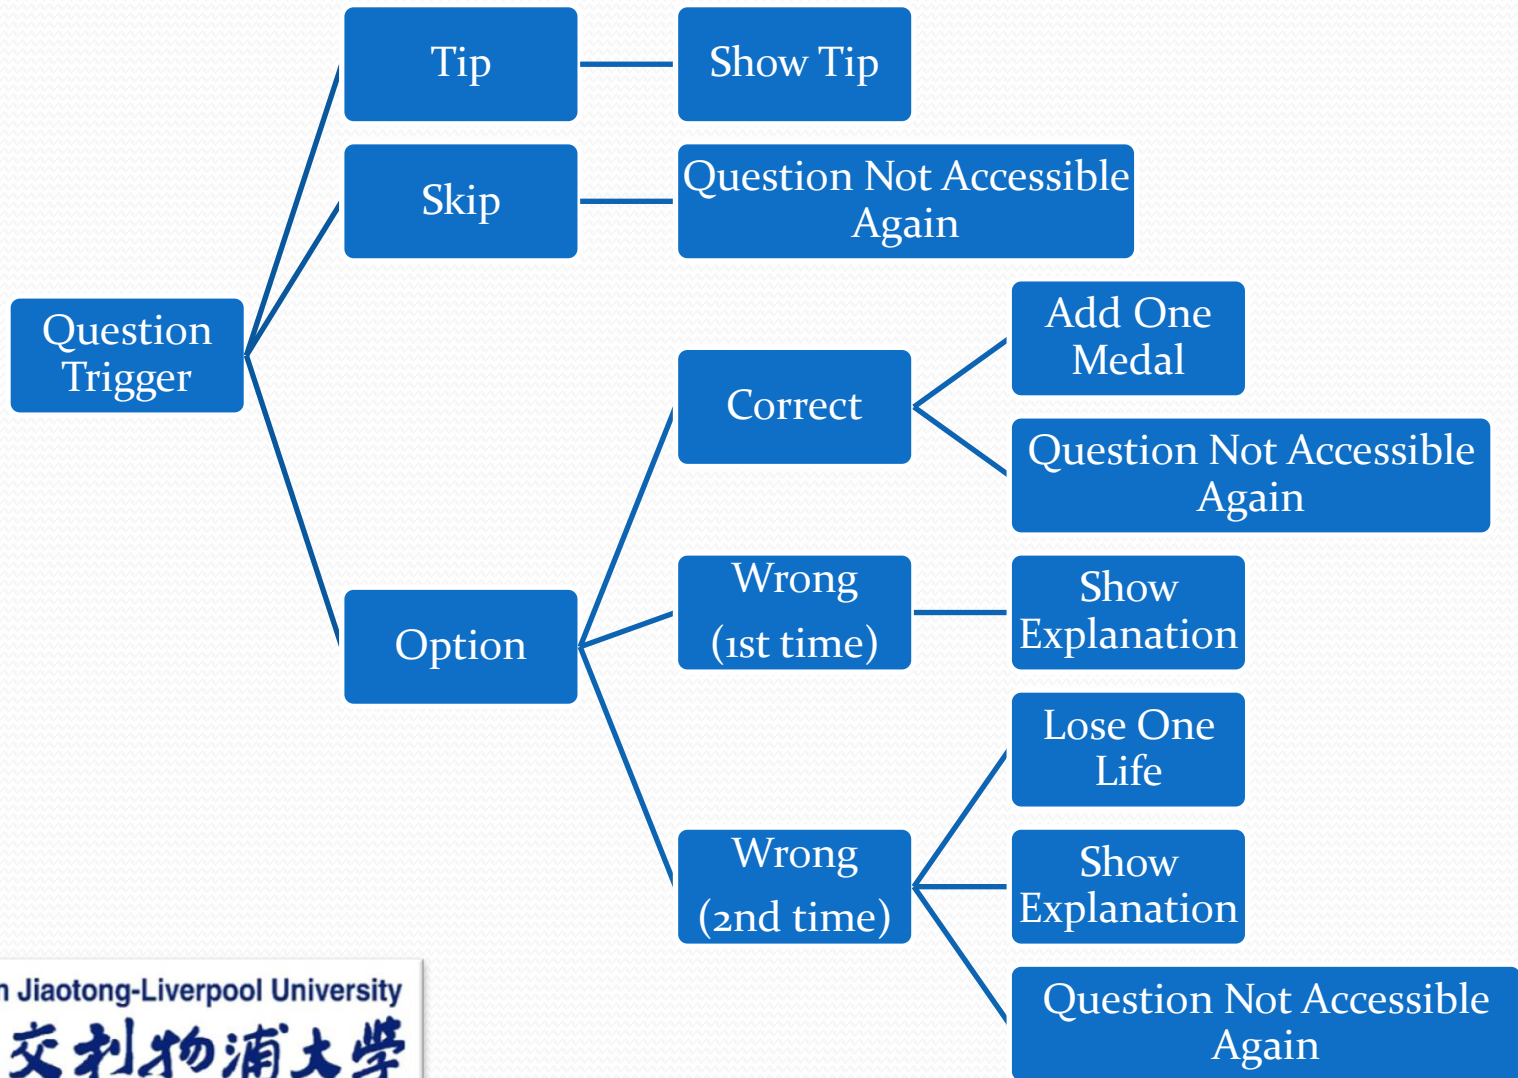 Tip
Show Tip
Skip
Question Not Accessible
Again
Question
Trigger
Add One
Medal
Correct
Question Not Accessible
Again
Wrong
(1st time)
Show
Explanation
Option
Lose One
Life
Wrong
(2nd time)
Show
Explanation
Question Not Accessible
Again
n Jiaotong-Liverpool University
交利物浦大學